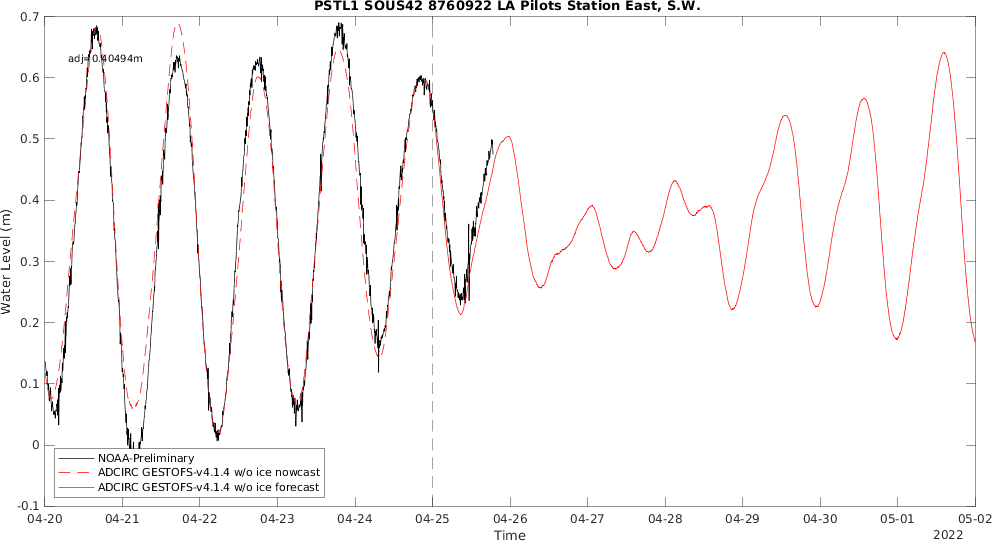 PSTL1 SOUS42 8760922 LA Pilots Station East, S.W.
0.7
0.6
0.5
0.4
0.3
0.2
0.1
0
-0.1
Water Level (m)
adj=0.40494m
NOAA-Preliminary
ADCIRC GESTOFS-v4.1.4 w/o ice nowcast
ADCIRC GESTOFS-v4.1.4 w/o ice forecast
04-20 04-21 04-22 04-23 04-24 04-25 04-26 04-27 04-28 04-29 04-30 05-01 05-02
Time
2022